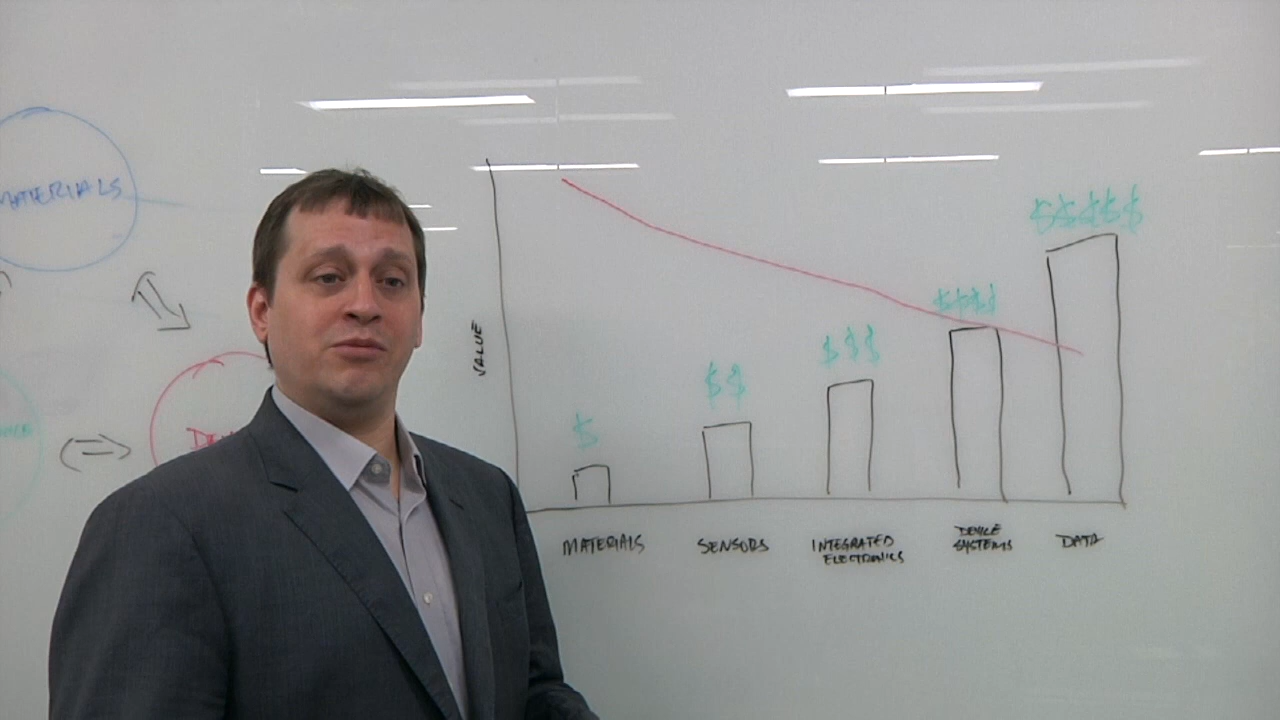 MATERIALS
VALUE
$
$ $
$ $ $
$ $ $ $
$ $ $ $ $
MATERIALS
SENSORS
INTEGRATED
ELECTRONICS
DEVICE
SYSTEMS
DATA